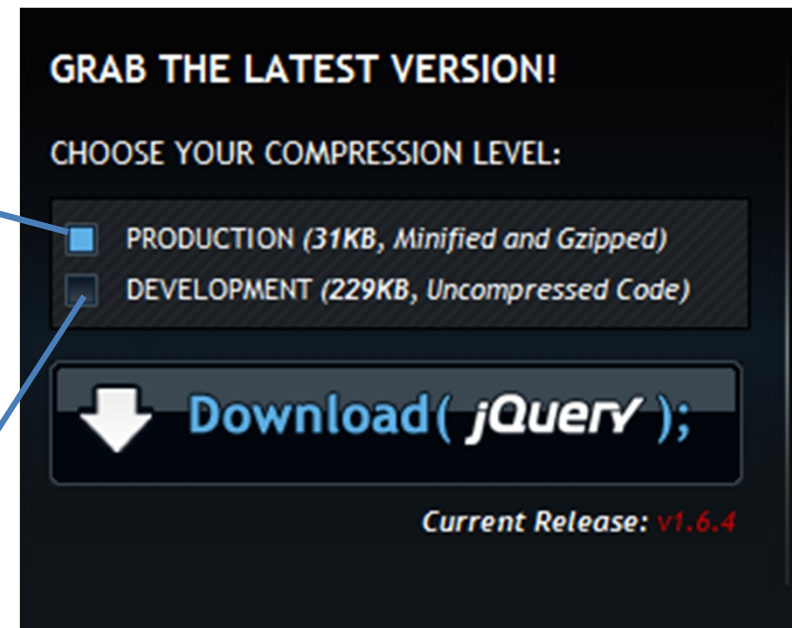 GRAB THE LATEST VERSION!
CHOOSE YOUR COMPRESSION LEVEL:
PRODUCTION (31KB, Minified and Gzipped)
DEVELOPMENT (229KB, Uncompressed Code)
Download( jQuery );
Current Release: v1.6.4